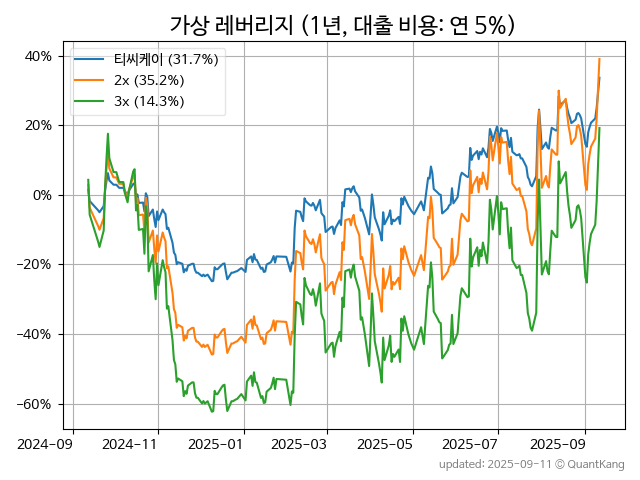 가상 레버리지 (1년, 대출 비용: 연 5%)
티씨케이 (31.7%)
2x (35.2%)
3x (14.3%)
40%
20%
0%
−20%
−40%
−60%
2024-09
2024-11
2025-01
2025-03
2025-05
2025-07
2025-09
updated: 2025-09-11 © QuantKang